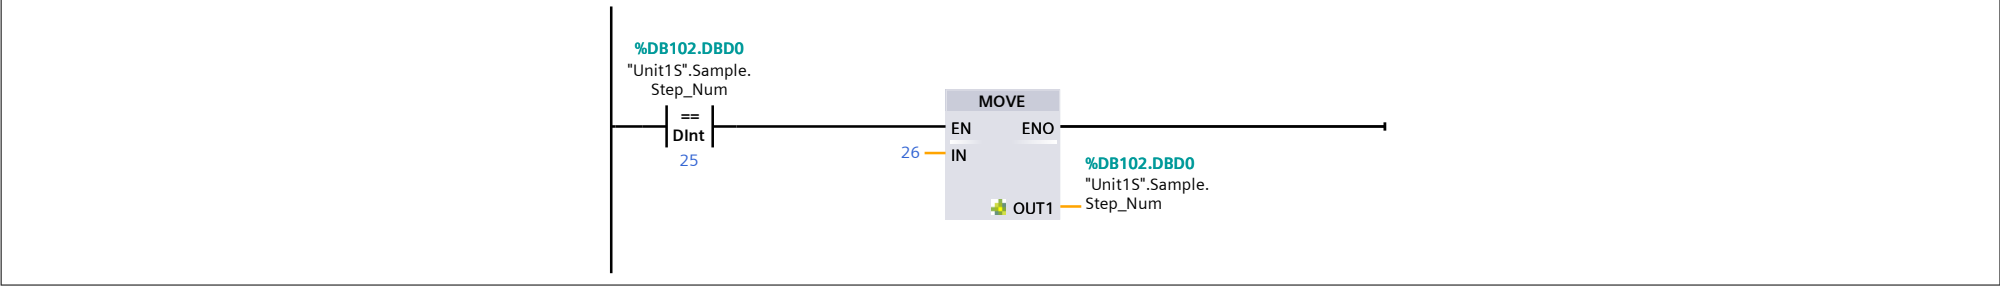 %DB102.DBD0
"Unit1S".Sample.
Step_Num
==
DInt
25
MOVE
EN ENO
26 IN
%DB102.DBD0
"Unit1S".Sample.
Step_Num
OUT1